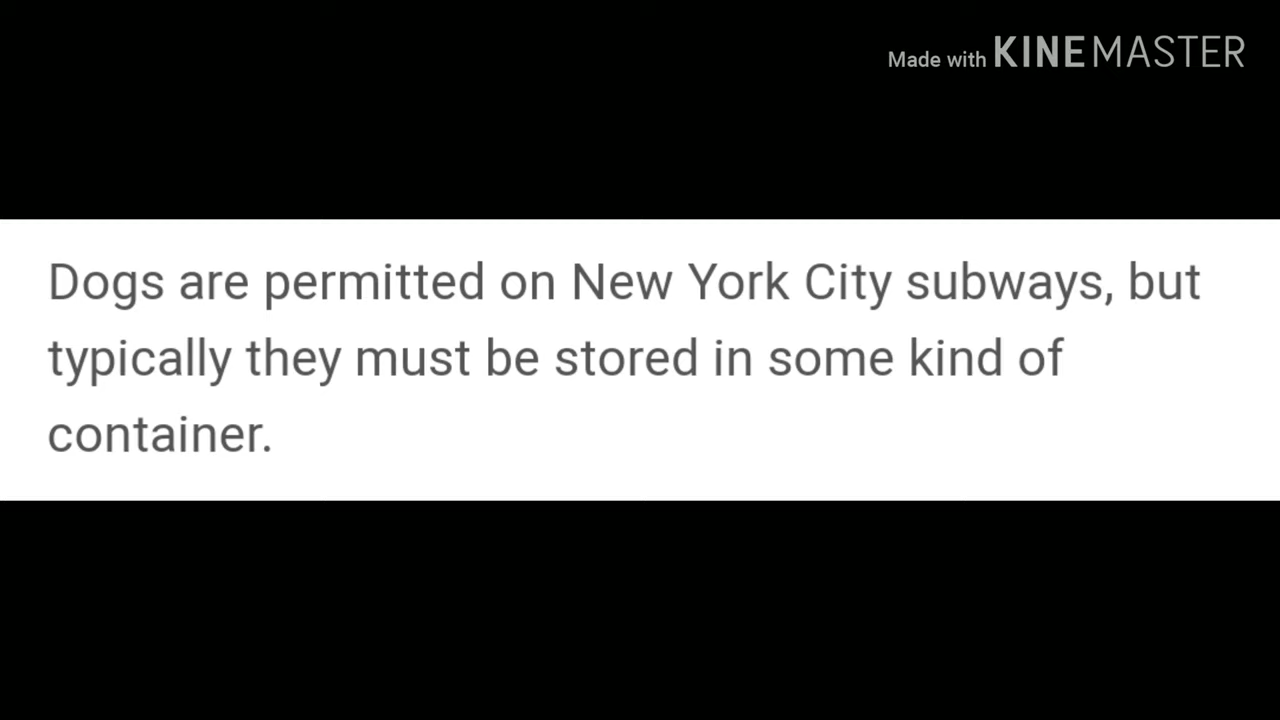 Made with KINEMASTER
Dogs are permitted on New York City subways, but
typically they must be stored in some kind of
container.